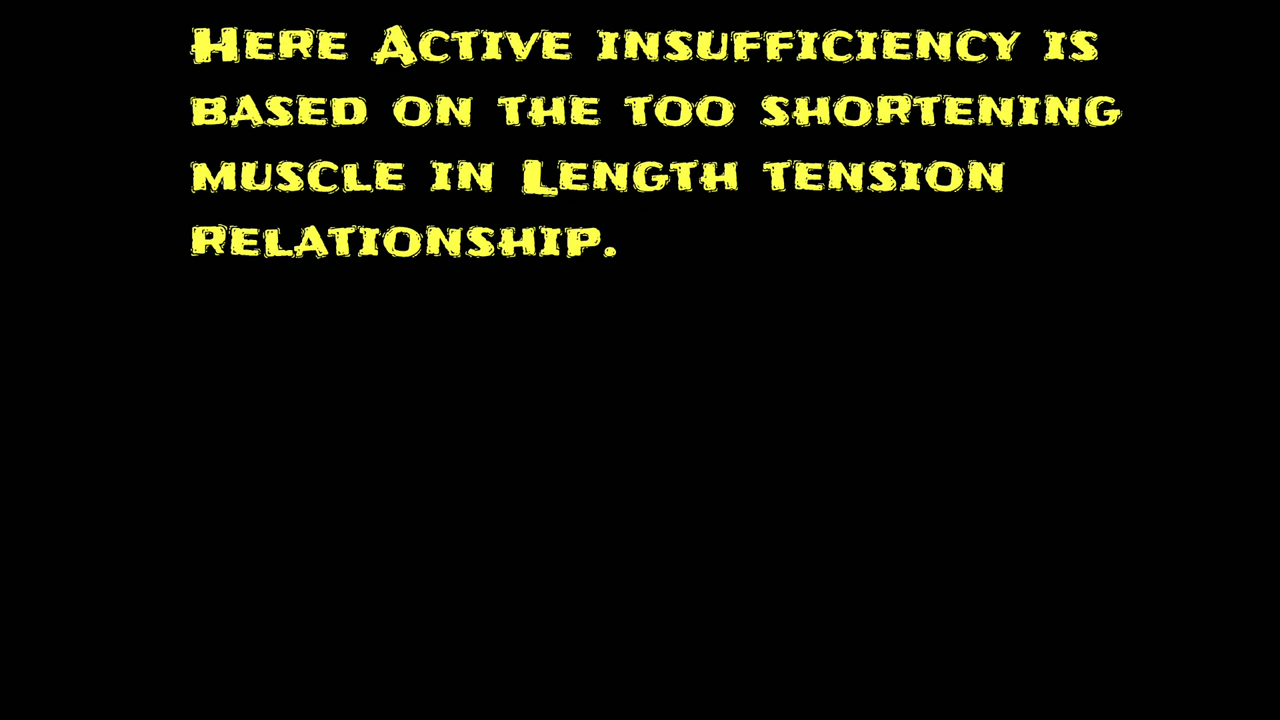 Here Active insufficiency is
based on the too shortening
muscle in Length tension
relationship.